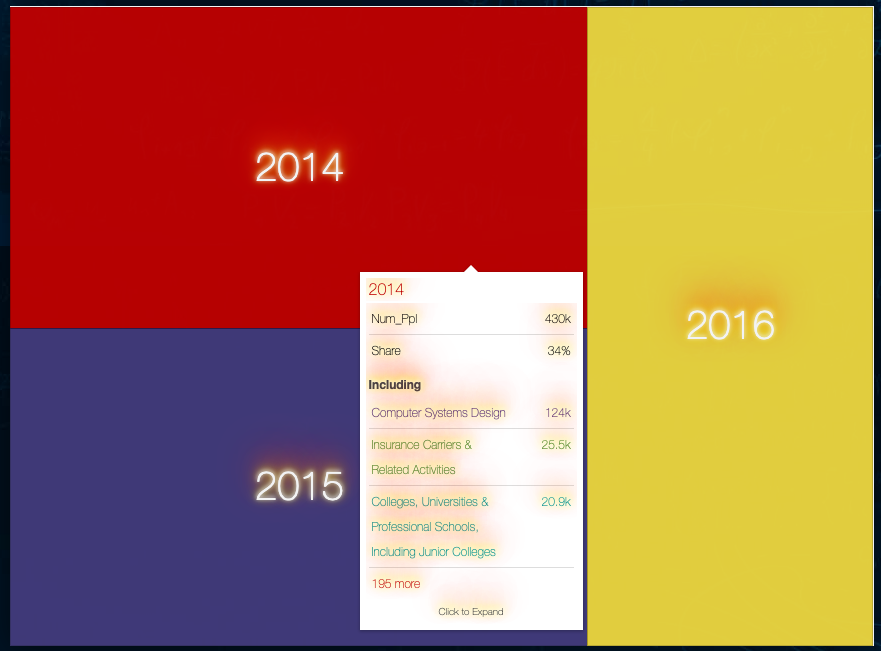 2014
2016
2015
2014
Num_Ppl 430k
Share 34%
Including
Computer Systems Design 124k
Insurance Carriers & 25.5k
Related Activities
Colleges, Universities & 20.9k
Professional Schools,
Including Junior Colleges
195 more
Click to Expand